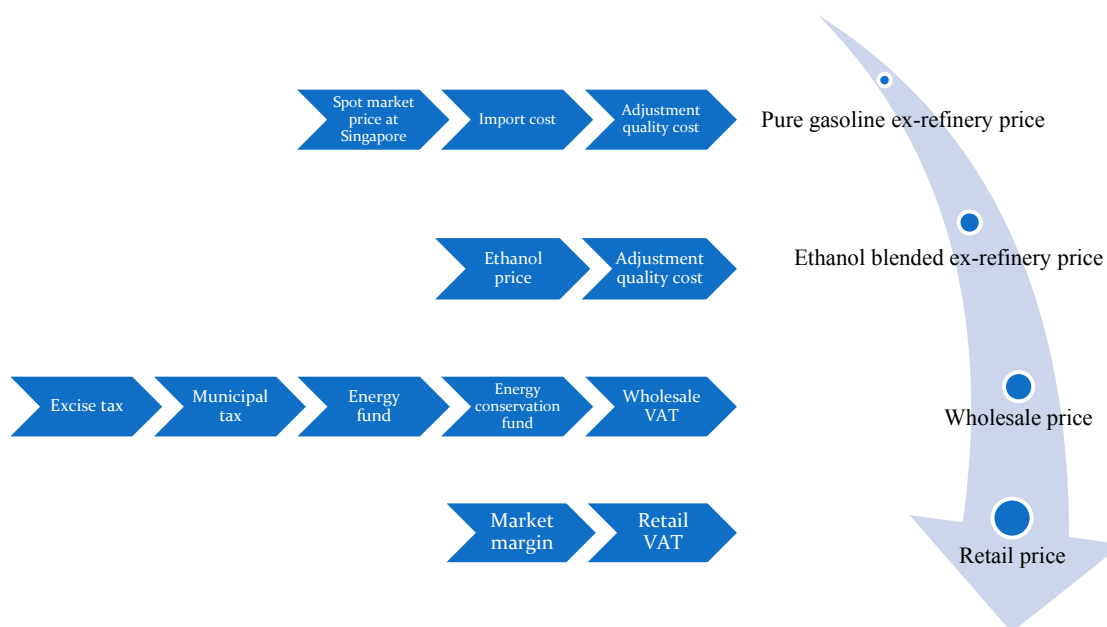 Spot market
price at
Singapore
Import cost
Adjustment
quality cost
Pure gasoline ex-refinery price
Ethanol
price
Adjustment
quality cost
Ethanol blended ex-refinery price
Excise tax
Municipal
tax
Energy
fund
Energy
conservation
fund
Wholesale
VAT
Wholesale price
Market
margin
Retail
VAT
Retail price